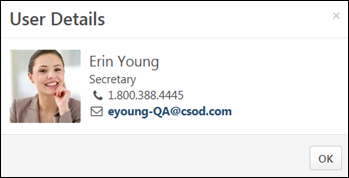 User Details
×
Erin Young
Secretary
1.800.388.4445
eyoung-QA@csod.com
OK